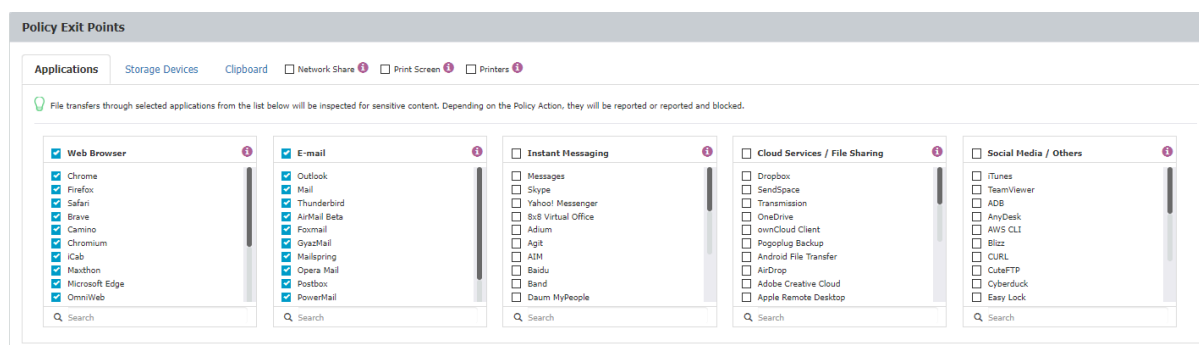 Policy Exit Points
Applications Storage Devices Clipboard Network Share Print Screen Printers
File transfers through selected applications from the list below will be inspected for sensitive content. Depending on the Policy Action, they will be reported or reported and blocked.
Web Browser
Chrome
Firefox
Safari
Brave
Camino
Chromium
iCab
Maxthon
Microsoft Edge
OmniWeb
Search
E-mail
Outlook
Mail
Thunderbird
AirMail Beta
Foxmail
GyazMail
Mailspring
Opera Mail
Postbox
PowerMail
Search
Instant Messaging
Messages
Skype
Yahoo! Messenger
8x8 Virtual Office
Adium
Agit
AIM
Baidu
Band
Daum MyPeople
Search
Cloud Services / File Sharing
Dropbox
SendSpace
Transmission
OneDrive
ownCloud Client
Pogoplug Backup
Android File Transfer
AirDrop
Adobe Creative Cloud
Apple Remote Desktop
Search
Social Media / Others
iTunes
TeamViewer
ADB
AnyDesk
AWS CLI
Blizz
CURL
CuteFTP
Cyberduck
Easy Lock
Search